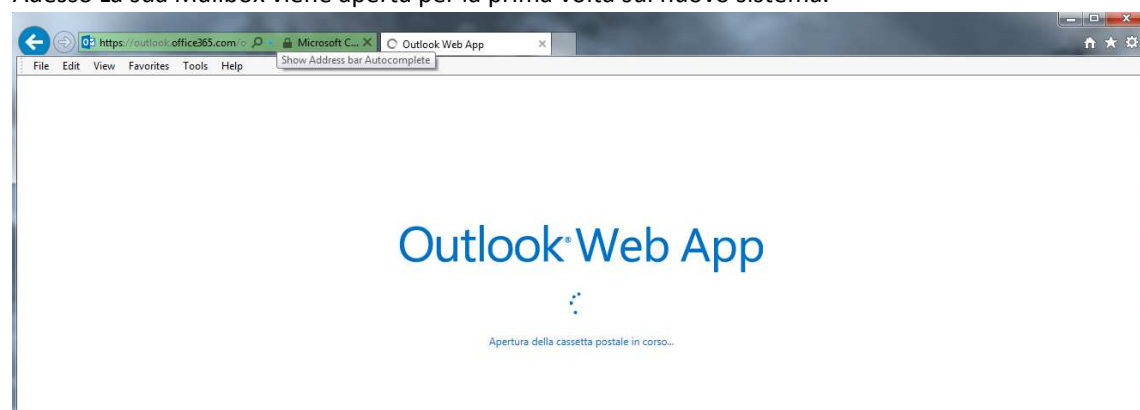 Adesso La sua Mailbox viene aperta per la prima volta sul nuovo sistema.
https://outlook.office365.com/o Microsoft C... Outlook Web App
File Edit View Favorites Tools Help Show Address bar Autocomplete
Outlook Web App
Apertura della cassetta postale in corso...